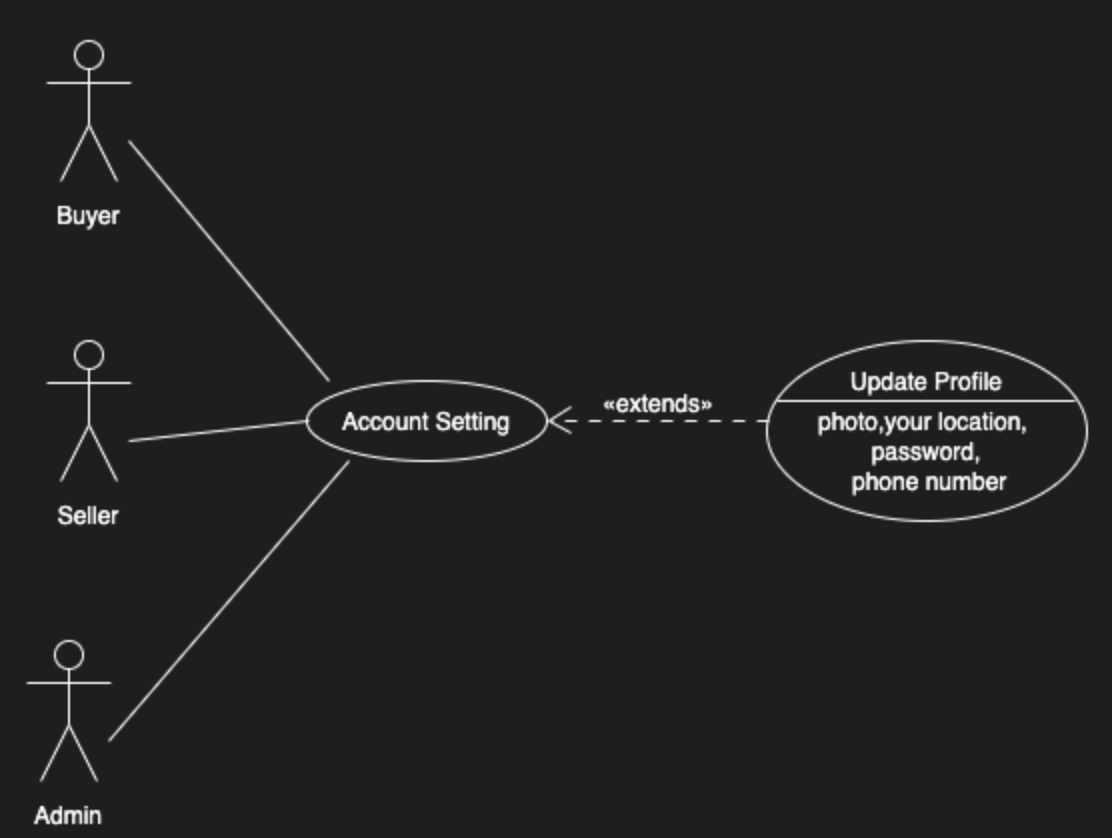 Buyer
Seller
Account Setting
«extends»
Update Profile
photo,your location,
password,
phone number
Admin